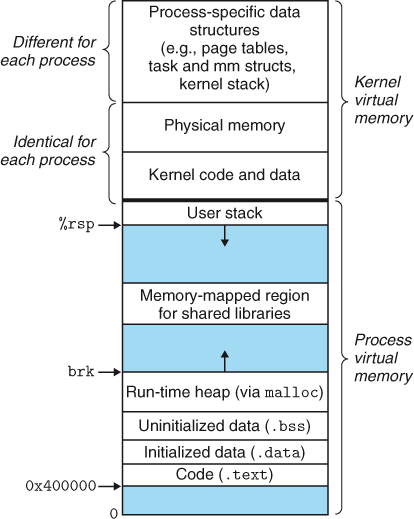 Process-specific data
structures
(e.g., page tables,
task and mm structs,
kernel stack)
Different for
each process
Physical memory
Identical for
each process
Kernel code and data
Kernel
virtual
memory
User stack
%rsp
Memory-mapped region
for shared libraries
Process
virtual
memory
brk
Run-time heap (via malloc)
Uninitialized data (.bss)
Initialized data (.data)
Code (.text)
0x400000
0